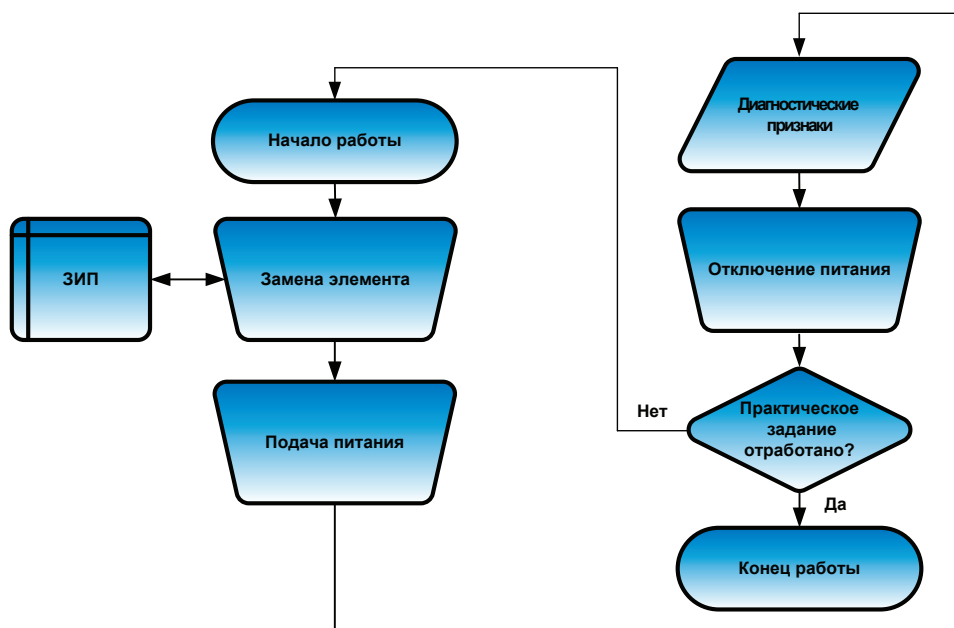 Начало работы
ЗИП
Замена элемента
Подача питания
Диагностические
признаки
Отключение питания
Нет
Практическое
задание
отработано?
Да
Конец работы